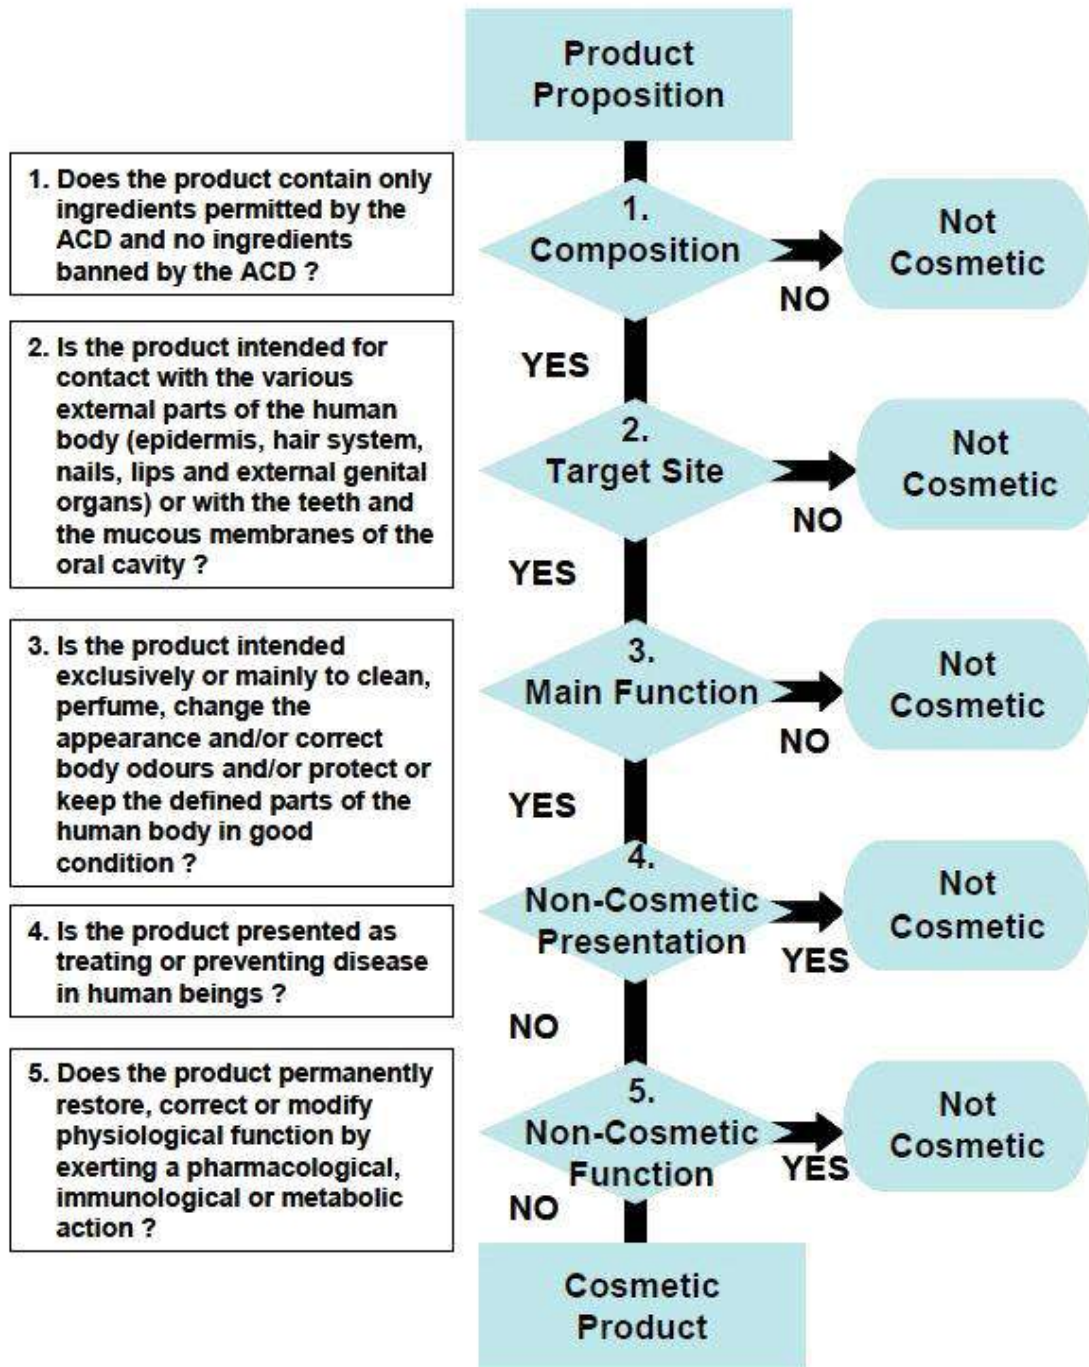 Product
Proposition
1. Does the product contain only
ingredients permitted by the
ACD and no ingredients
banned by the ACD ?
1.
Composition
NO
Not
Cosmetic
YES
2. Is the product intended for
contact with the various
external parts of the human
body (epidermis, hair system,
nails, lips and external genital
organs) or with the teeth and
the mucous membranes of the
oral cavity ?
2.
Target Site
NO
Not
Cosmetic
YES
3. Is the product intended
exclusively or mainly to clean,
perfume, change the
appearance and/or correct
body odours and/or protect or
keep the defined parts of the
human body in good
condition ?
3.
Main Function
NO
Not
Cosmetic
YES
4. Is the product presented as
treating or preventing disease
in human beings ?
4.
Non-Cosmetic
Presentation
YES
Not
Cosmetic
NO
5. Does the product permanently
restore, correct or modify
physiological function by
exerting a pharmacological,
immunological or metabolic
action ?
5.
Non-Cosmetic
Function
YES
Not
Cosmetic
NO
Cosmetic
Product